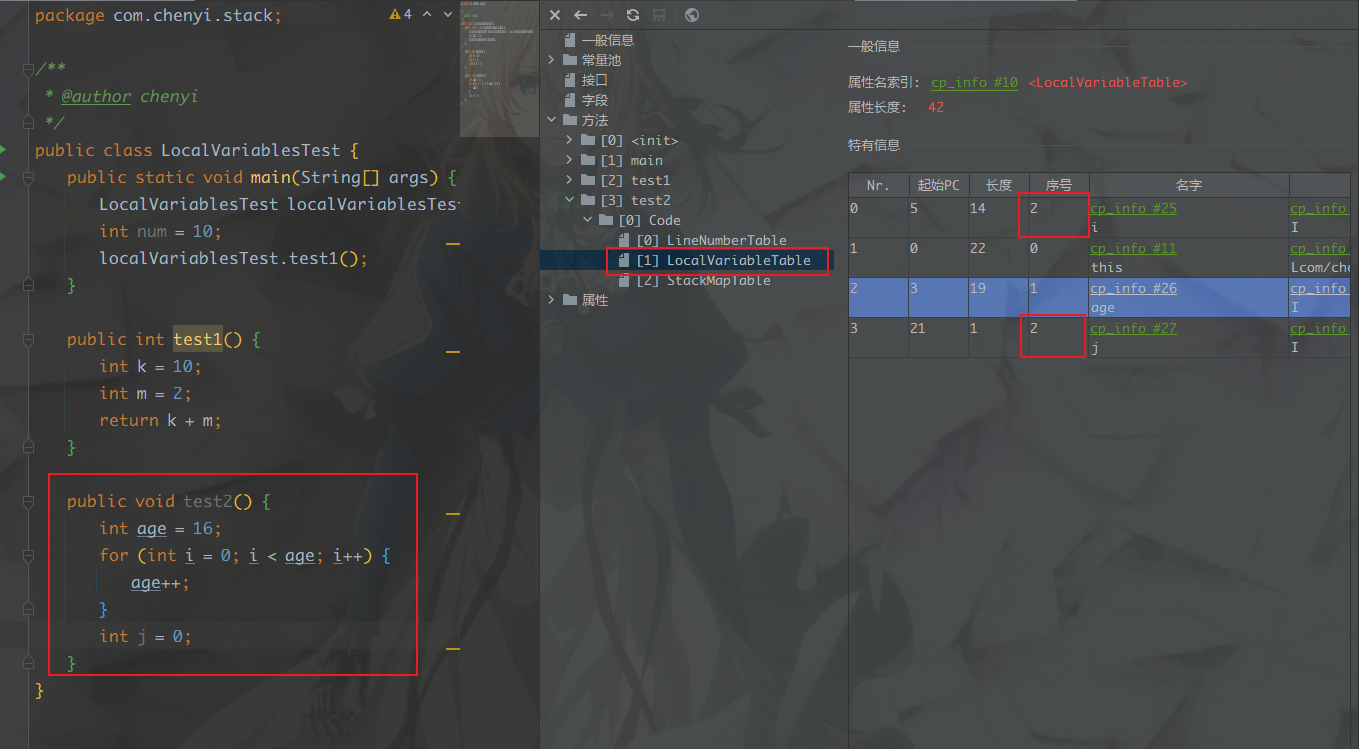 package com.chenyi.stack;
4
/**
* @author chenyi
*/
public class LocalVariablesTest {
public static void main(String[] args) {
LocalVariablesTest localVariablesTes
int num = 10;
localVariablesTest.test1();
}
public int test1() {
int k = 10;
int m = 2;
return k + m;
}
public void test2() {
int age = 16;
for (int i = 0; i < age; i++) {
age++;
}
int j = 0;
}
}
一般信息
常量池
接口
字段
方法
[0] <init>
[1] main
[2] test1
[3] test2
[0] Code
[0] LineNumberTable
[1] LocalVariableTable
[2] StackMapTable
属性
一般信息
属性名索引: cp_info #10 <LocalVariableTable>
属性长度: 42
特有信息
Nr. 起始PC 长度 序号 名字
0 5 14 2 cp_info #25 cp_info
i I
1 0 22 0 cp_info #11 cp_info
this Lcom/che
2 3 19 1 cp_info #26 cp_info
age I
3 21 1 2 cp_info #27 cp_info
j I